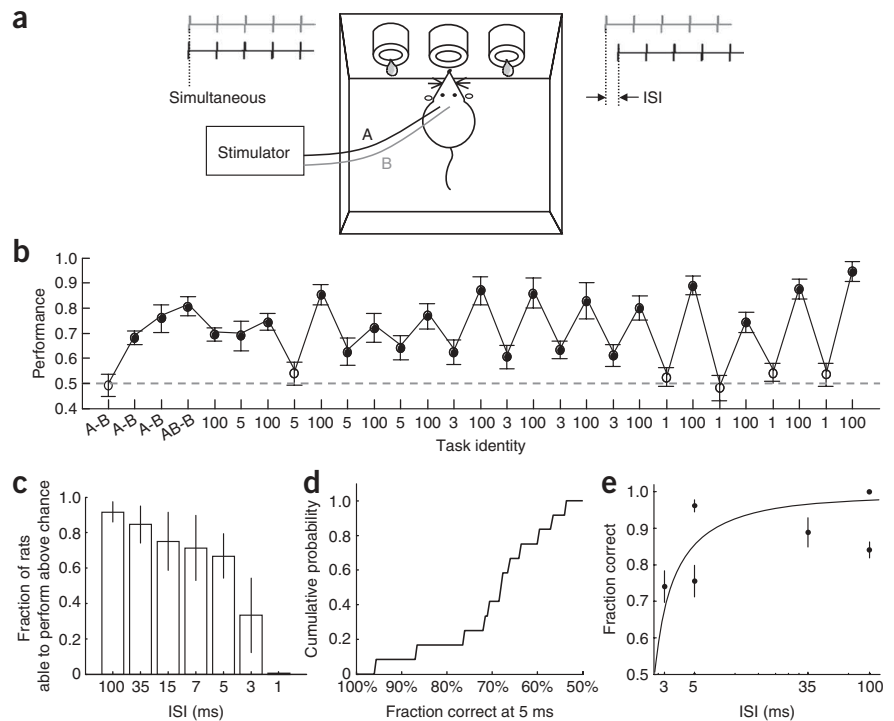 a
Simultaneous
Stimulator
A
B
ISI
b
Performance
1.0
0.9
0.8
0.7
0.6
0.5
0.4
A-B A-B A-B AB-B 100 5 100 5 100 5 100 5 100 3 100 3 100 3 100 3 100 1 100 1 100 1 100 1 100
Task identity
c
Fraction of rats
able to perform above chance
1.0
0.8
0.6
0.4
0.2
0
100 35 15 7 5 3 1
ISI (ms)
d
Cumulative probability
1.0
0.8
0.6
0.4
0.2
0
100% 90% 80% 70% 60% 50%
Fraction correct at 5 ms
e
Fraction correct
1.0
0.9
0.8
0.7
0.6
0.5
3 5 35 100
ISI (ms)